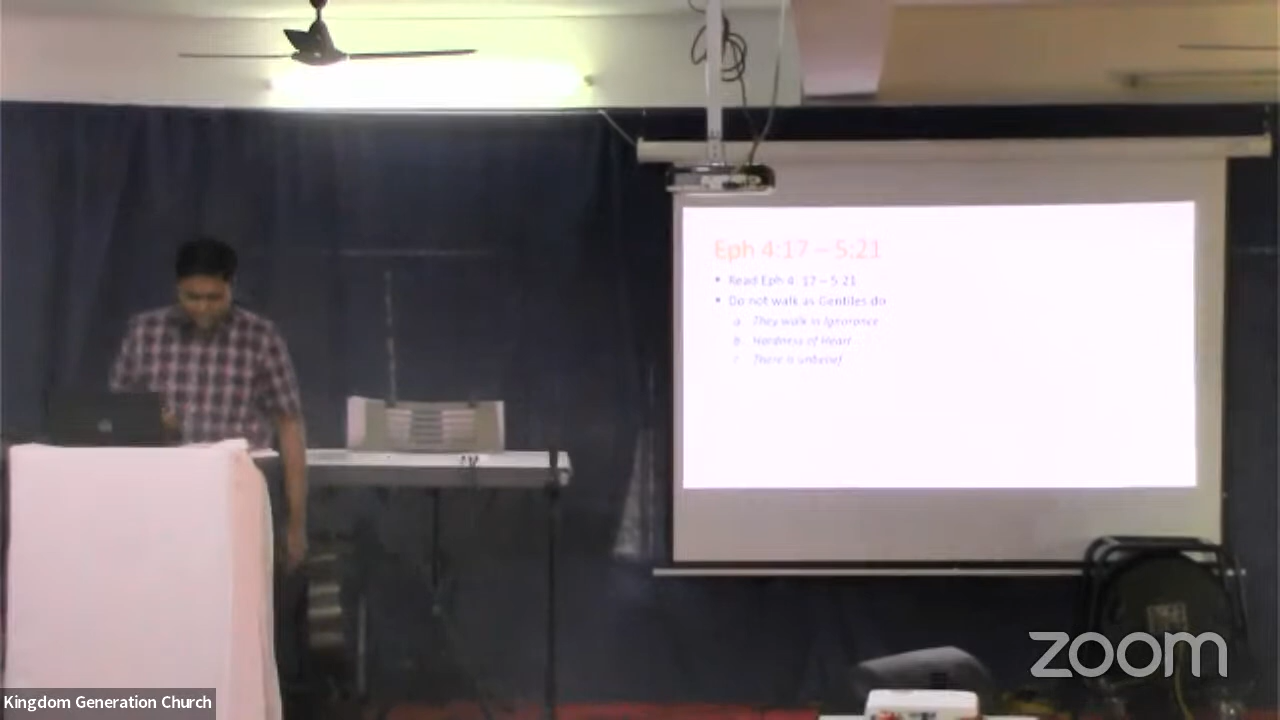 Eph 4:17 – 5:21
• Read Eph 4: 17 – 5:21
• Do not walk as Gentiles do
a. They walk in Ignorance
b. Hardness of Heart
c. There is unbelief
zoom
Kingdom Generation Church